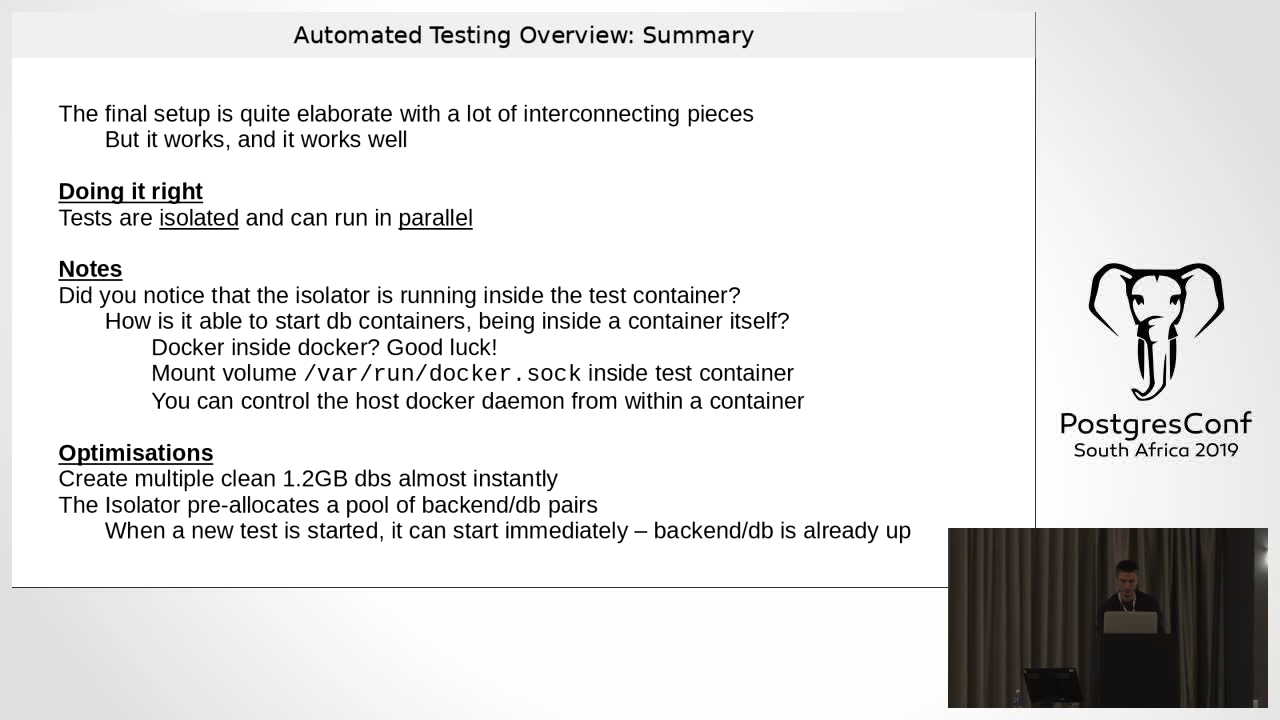 Automated Testing Overview: Summary
The final setup is quite elaborate with a lot of interconnecting pieces
But it works, and it works well
Doing it right
Tests are isolated and can run in parallel
Notes
Did you notice that the isolator is running inside the test container?
How is it able to start db containers, being inside a container itself?
Docker inside docker? Good luck!
Mount volume /var/run/docker.sock inside test container
You can control the host docker daemon from within a container
Optimisations
Create multiple clean 1.2GB dbs almost instantly
The Isolator pre-allocates a pool of backend/db pairs
When a new test is started, it can start immediately – backend/db is already up
PostgresConf
South Africa 2019